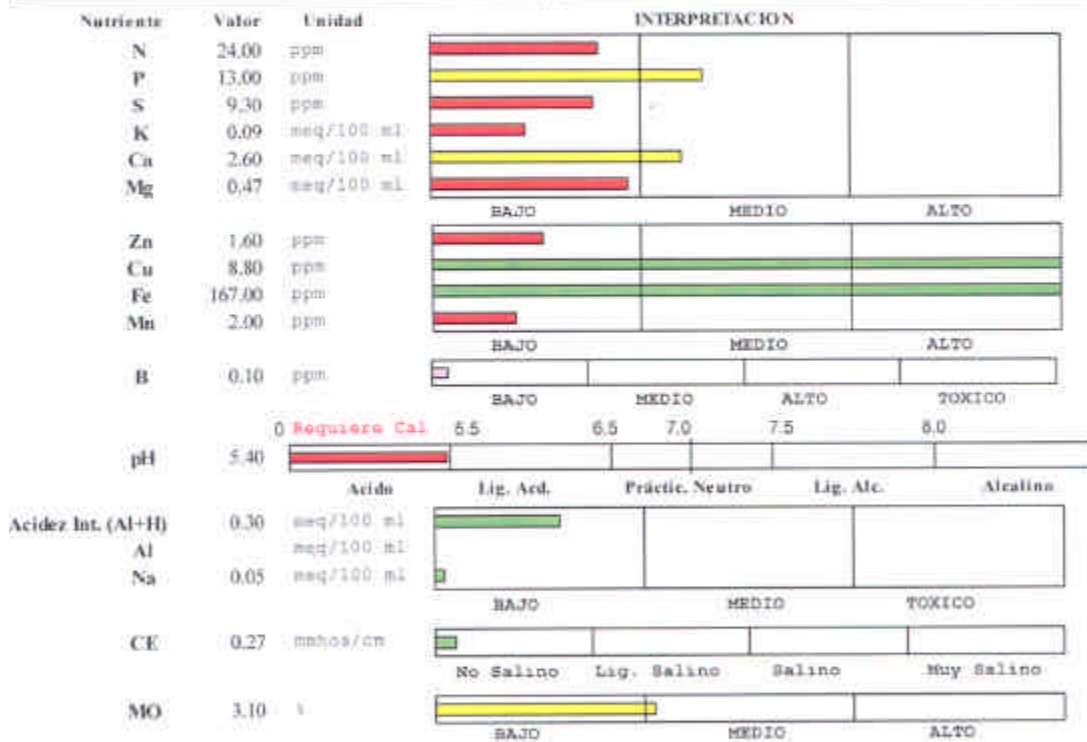 Nutriente Valor Unidad INTERPRETACION
N 24.00 ppm
P 13.00 ppm
S 9.30 ppm
K 0.09 meq/100 ml
Ca 2.60 meq/100 ml
Mg 0.47 meq/100 ml
BAJO MEDIO ALTO
Zn 1.60 ppm
Cu 8.80 ppm
Fe 167.00 ppm
Mn 2.00 ppm
BAJO MEDIO ALTO
B 0.10 ppm
BAJO MEDIO ALTO TOXICO
0 Requiere Cal 5.5 6.5 7.0 7.5 8.0
pH 5.40
Acido Lig. Acd. Práctic. Neutro Lig. Alc. Alcalino
Acidez Int. (Al+H) 0.30 meq/100 ml
Al meq/100 ml
Na 0.05 meq/100 ml
BAJO MEDIO TOXICO
CE 0.27 mmhos/cm
No Salino Lig. Salino Salino Muy Salino
MO 3.10 %
BAJO MEDIO ALTO